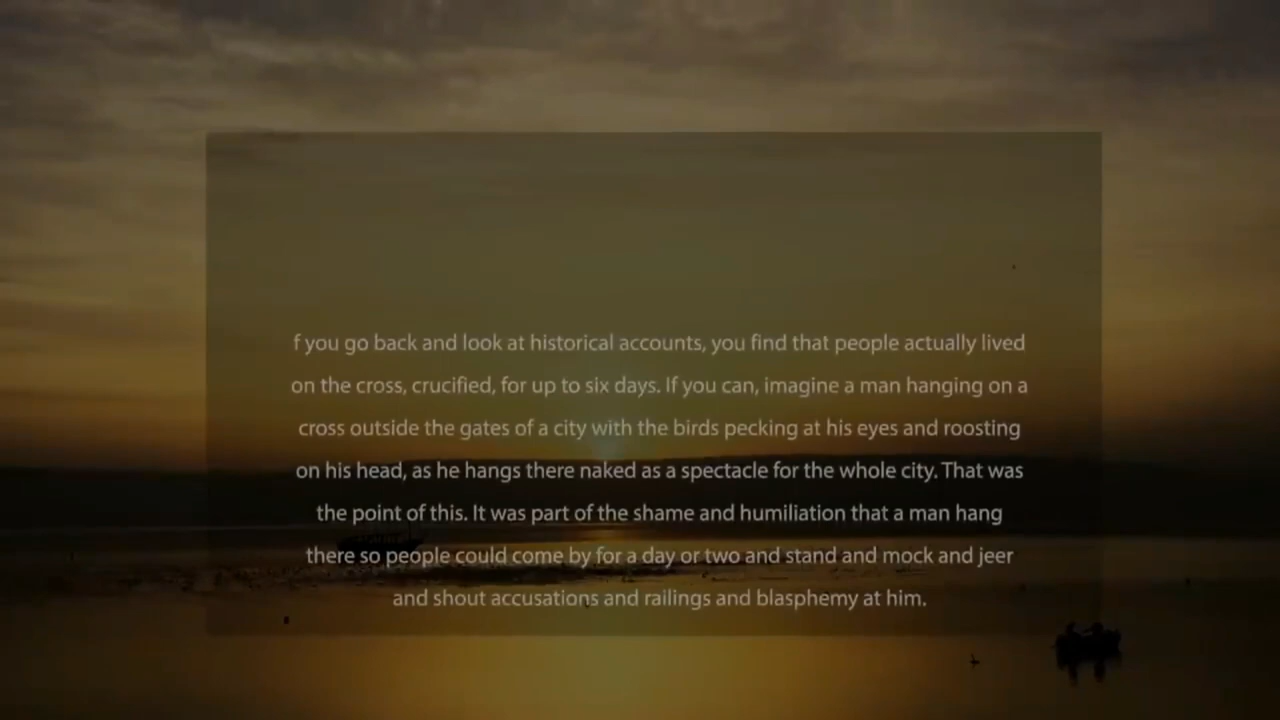 f you go back and look at historical accounts, you find that people actually lived
on the cross, crucified, for up to six days. If you can, imagine a man hanging on a
cross outside the gates of a city with the birds pecking at his eyes and roosting
on his head, as he hangs there naked as a spectacle for the whole city. That was
the point of this. It was part of the shame and humiliation that a man hang
there so people could come by for a day or two and stand and mock and jeer
and shout accusations and railings and blasphemy at him.